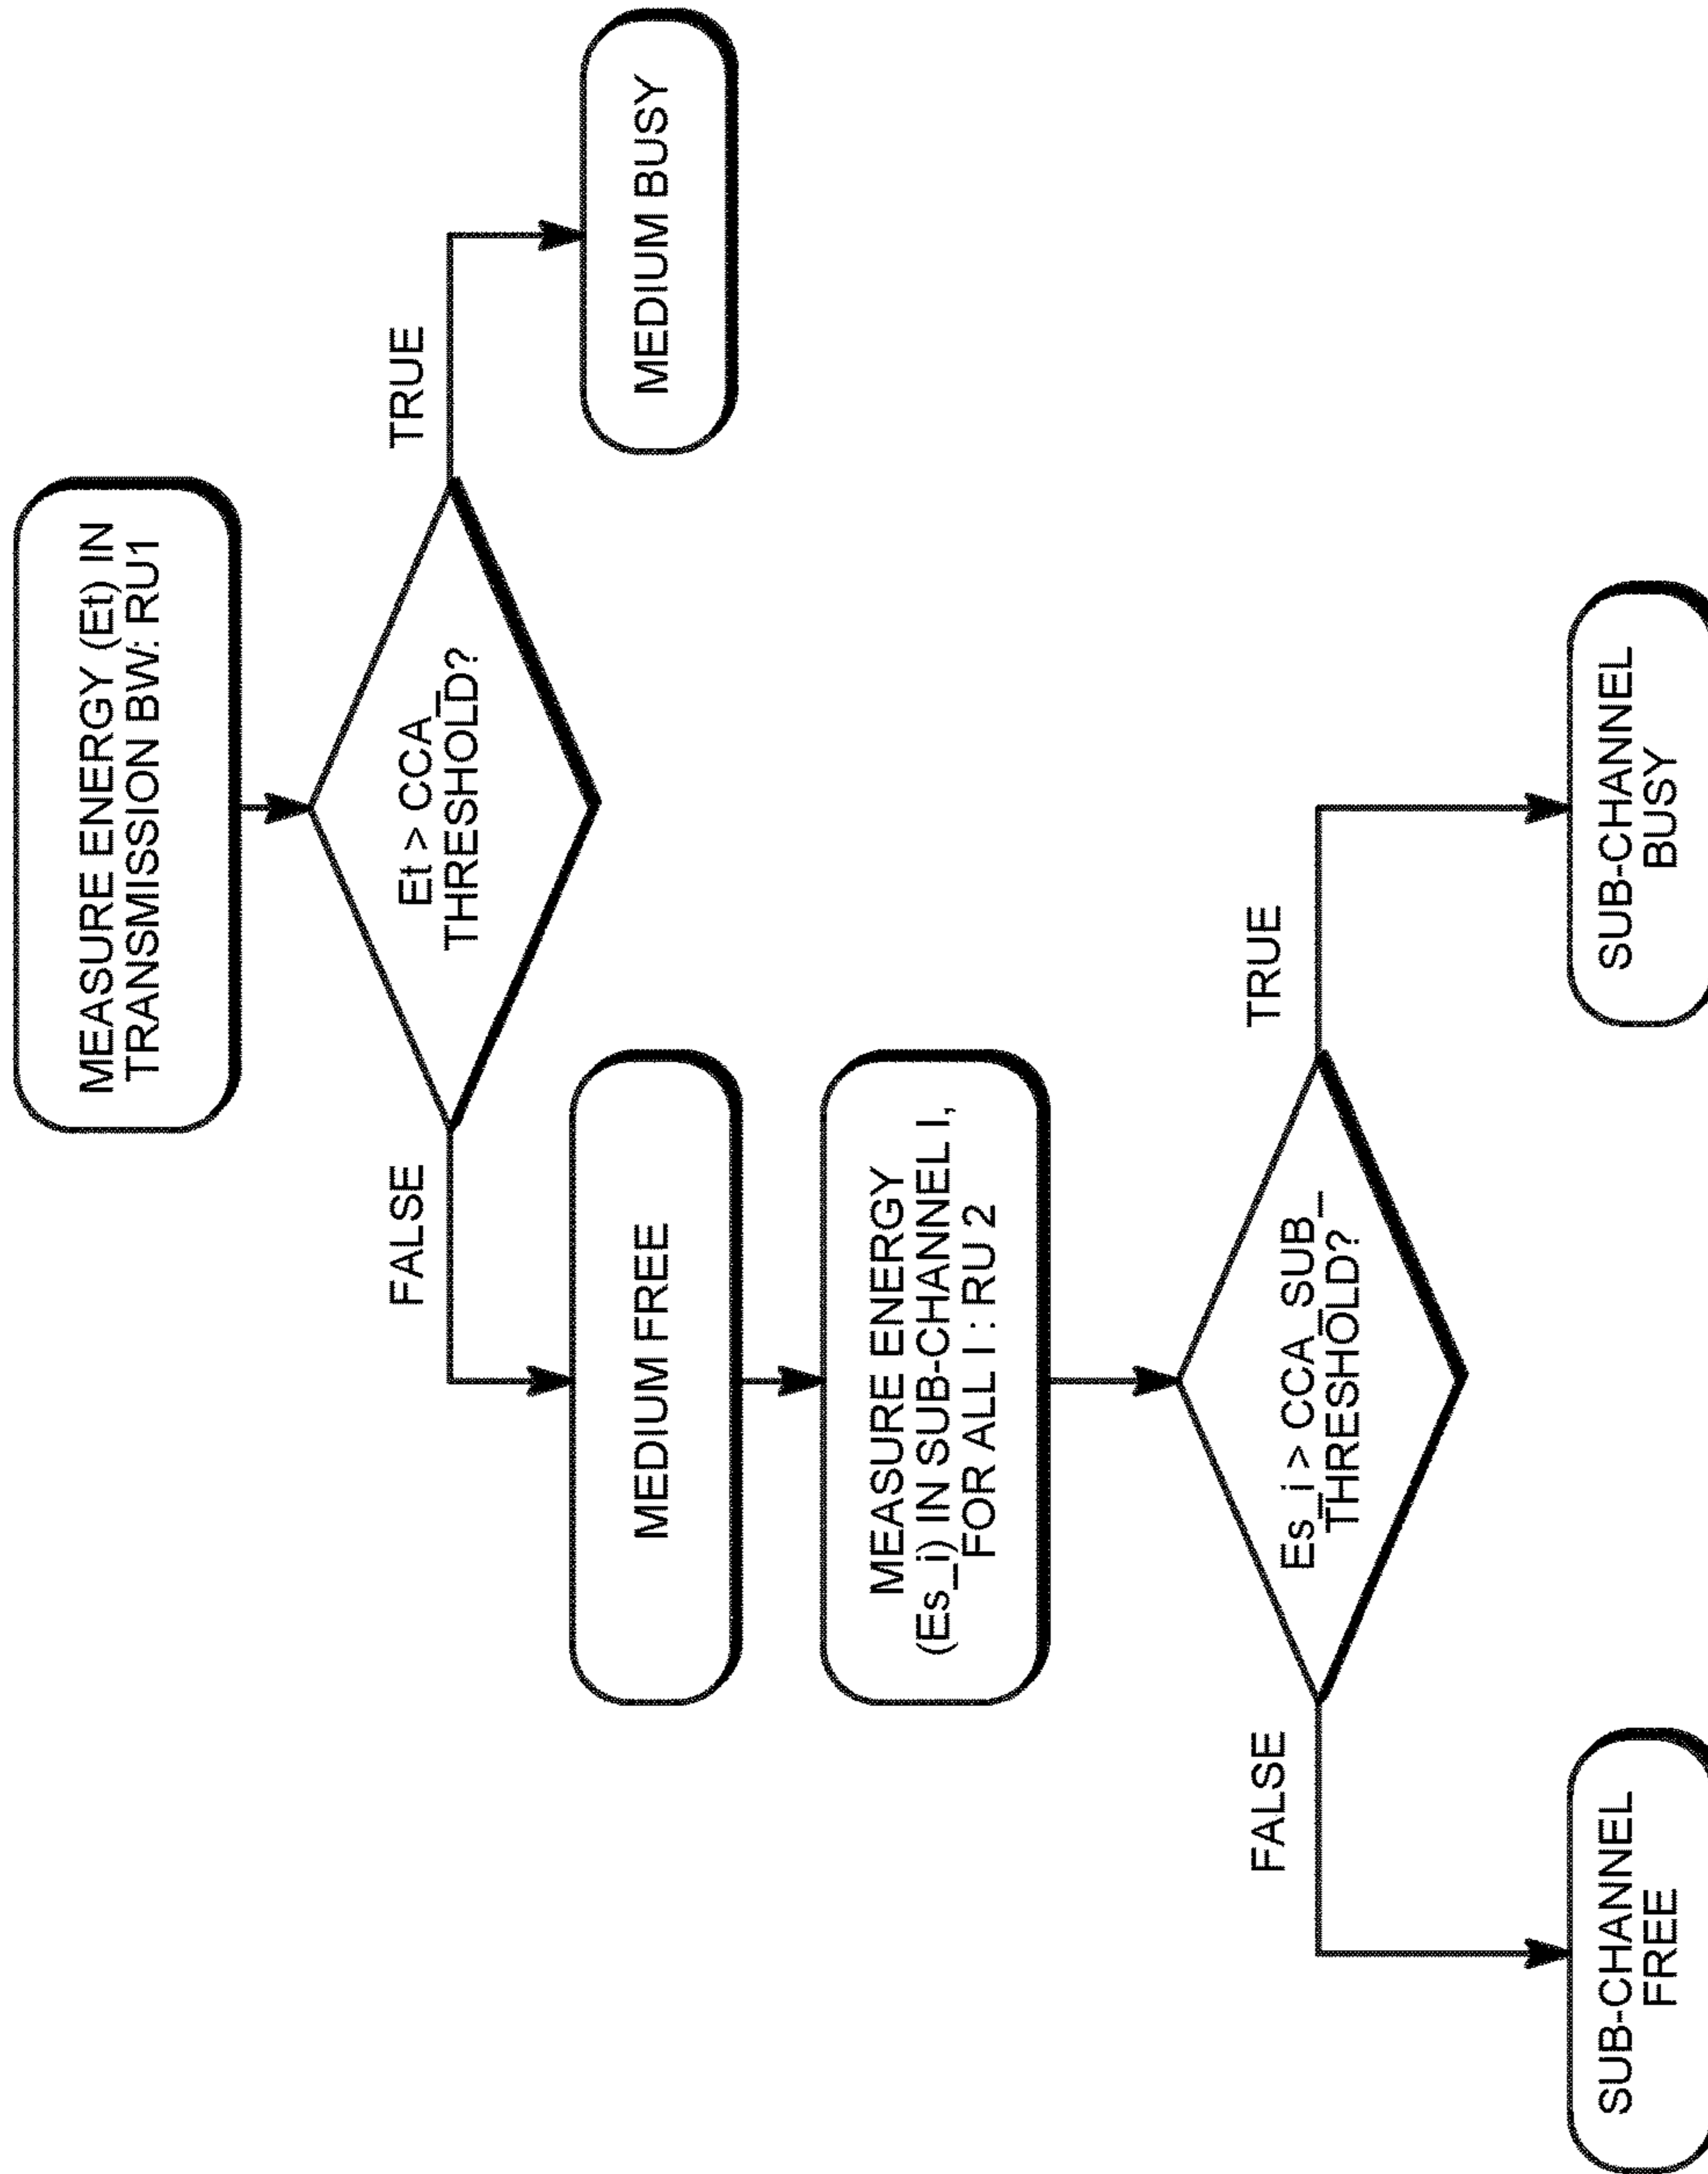 MEASURE ENERGY (Et) IN
TRANSMISSION BW: RU1
Et > CCA_
THRESHOLD?
FALSE
TRUE
MEDIUM FREE
MEDIUM BUSY
MEASURE ENERGY
(Es_i) IN SUB-CHANNEL I,
FOR ALL I : RU 2
Es_i > CCA_SUB_
THRESHOLD?
FALSE
TRUE
SUB-CHANNEL
FREE
SUB-CHANNEL
BUSY